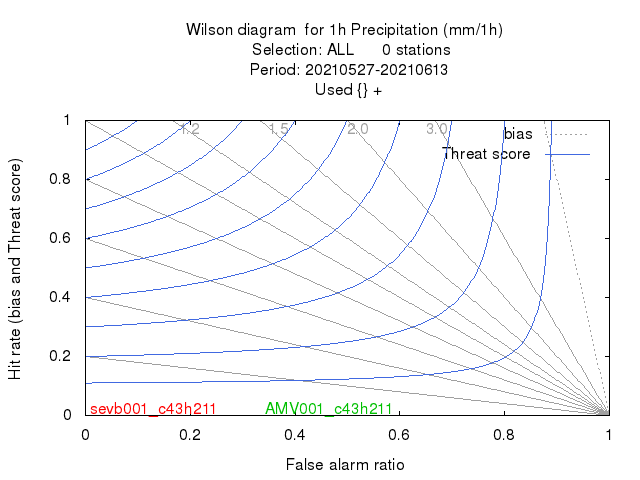 Wilson diagram  for 1h Precipitation (mm/1h)
Selection: ALL      0 stations
Period: 20210527-20210613
Used {} +
1.2 1.5 2.0 3.0
bias
Threat score
1
0.8
0.6
0.4
0.2
0
Hit rate (bias and Threat score)
sevb001_c43h211 AMV001_c43h211
0 0.2 0.4 0.6 0.8 1
False alarm ratio